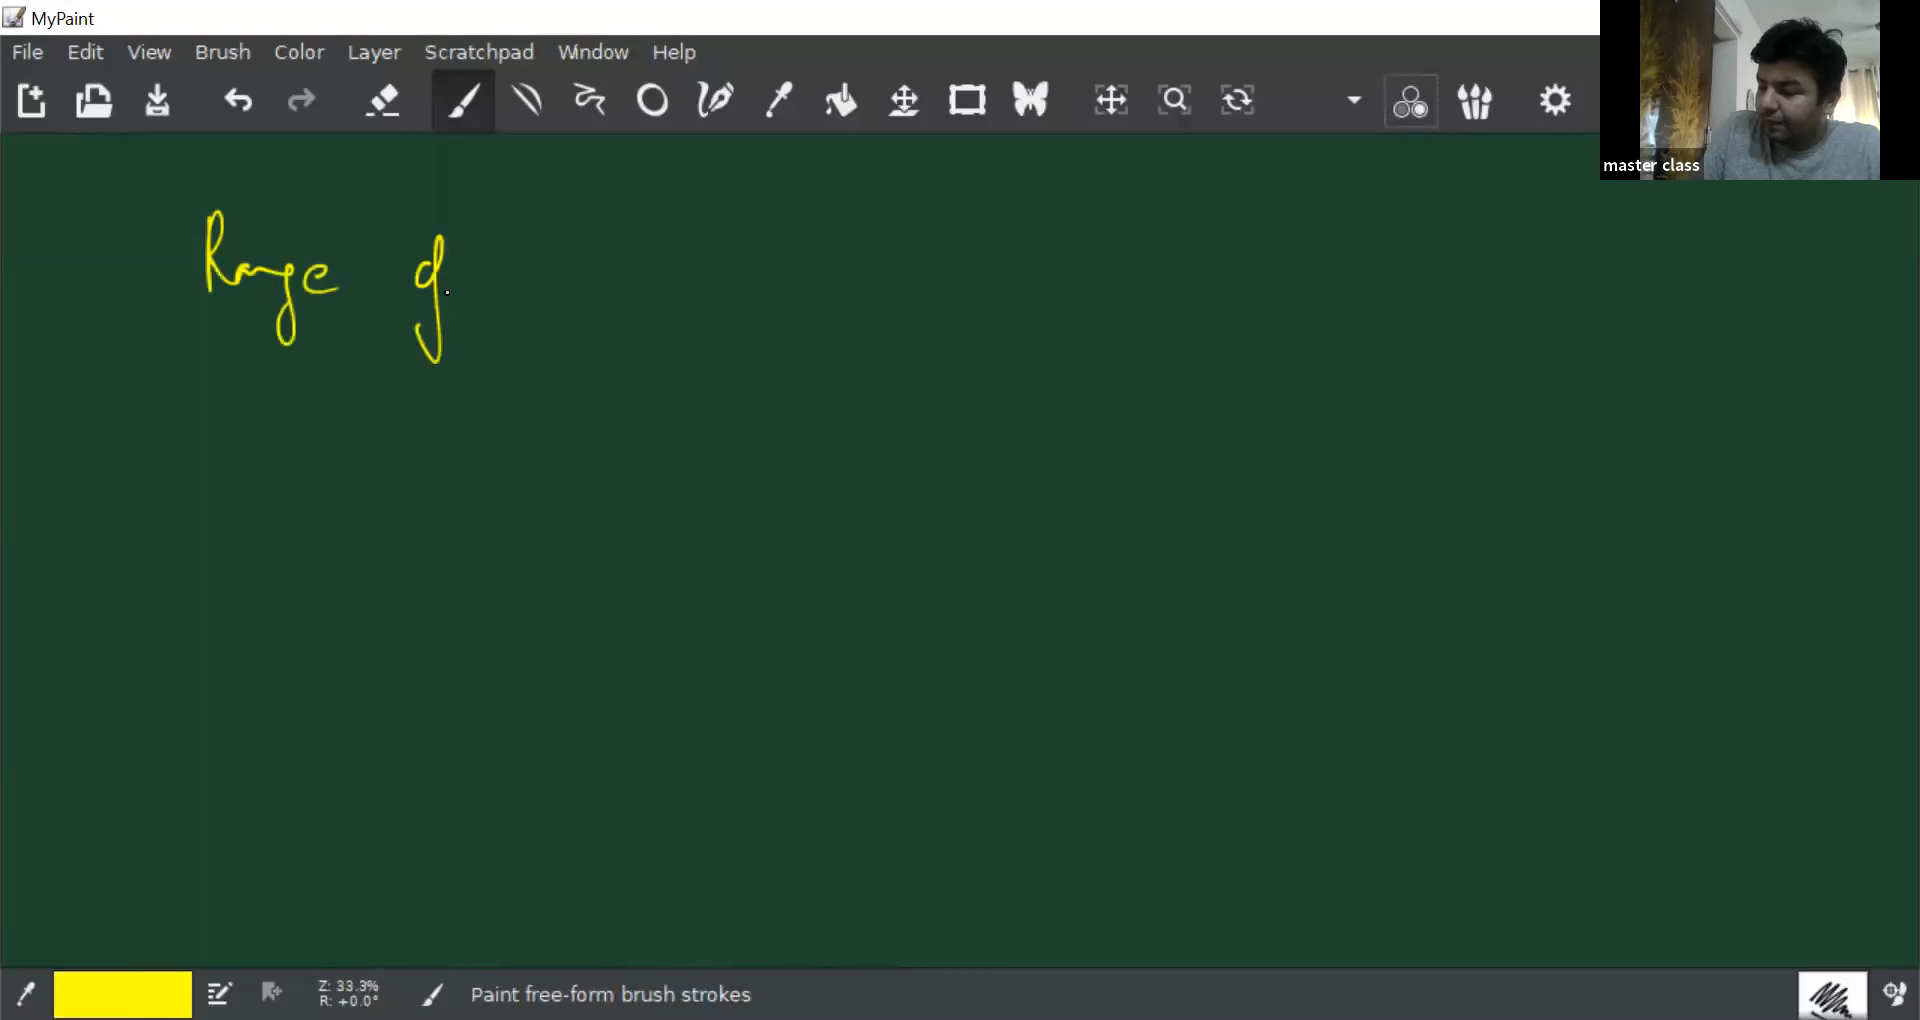 MyPaint
File Edit View Brush Color Layer Scratchpad Window Help
master class
Range of
Z: 33.3%
R: +0.0°
Paint free-form brush strokes